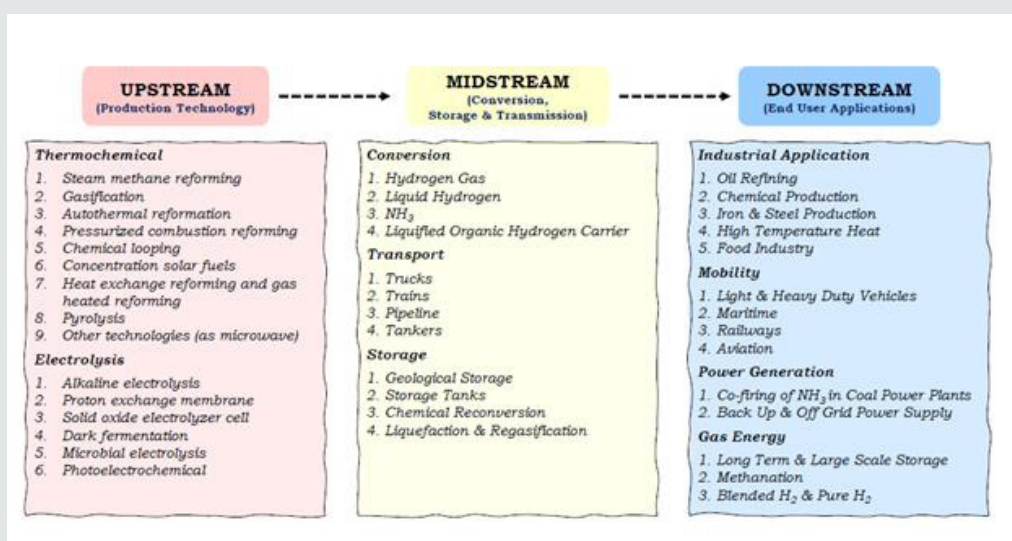 UPSTREAM
(Production Technology)
MIDSTREAM
(Conversion,
Storage & Transmission)
DOWNSTREAM
(End User Applications)
Thermochemical
1. Steam methane reforming
2. Gasification
3. Autothermal reformation
4. Pressurized combustion reforming
5. Chemical looping
6. Concentration solar fuels
7. Heat exchange reforming and gas
heated reforming
8. Pyrolysis
9. Other technologies (as microwave)
Electrolysis
1. Alkaline electrolysis
2. Proton exchange membrane
3. Solid oxide electrolyzer cell
4. Dark fermentation
5. Microbial electrolysis
6. Photoelectrochemical
Conversion
1. Hydrogen Gas
2. Liquid Hydrogen
3. NH₃
4. Liquified Organic Hydrogen Carrier
Transport
1. Trucks
2. Trains
3. Pipeline
4. Tankers
Storage
1. Geological Storage
2. Storage Tanks
3. Chemical Reconversion
4. Liquefaction & Regasification
Industrial Application
1. Oil Refining
2. Chemical Production
3. Iron & Steel Production
4. High Temperature Heat
5. Food Industry
Mobility
1. Light & Heavy Duty Vehicles
2. Maritime
3. Railways
4. Aviation
Power Generation
1. Co-firing of NH₃ in Coal Power Plants
2. Back Up & Off Grid Power Supply
Gas Energy
1. Long Term & Large Scale Storage
2. Methanation
3. Blended H₂ & Pure H₂